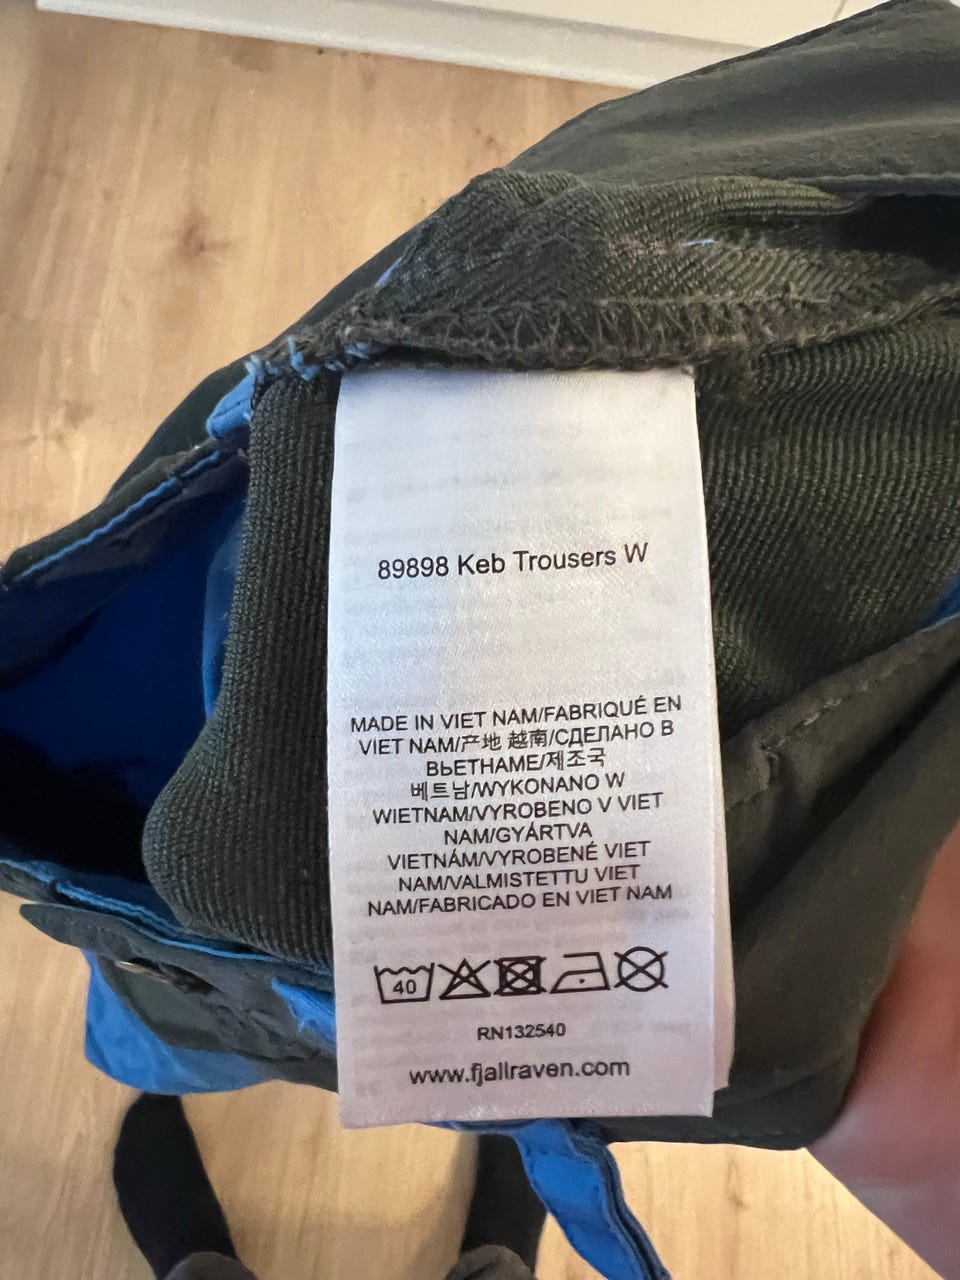 89898 Keb Trousers W
MADE IN VIET NAM/FABRIQUÉ EN
VIET NAM/产地 越南/СДЕЛАНО В
ВЬЕТНАМЕ/제조국
베트남/WYKONANO W
WIETNAM/VYROBENO V VIET
NAM/GYÁRTVA
VIETNÁM/VYROBENÉ VIET
NAM/VALMISTETTU VIET
NAM/FABRICADO EN VIET NAM
40
RN132540
www.fjallraven.com